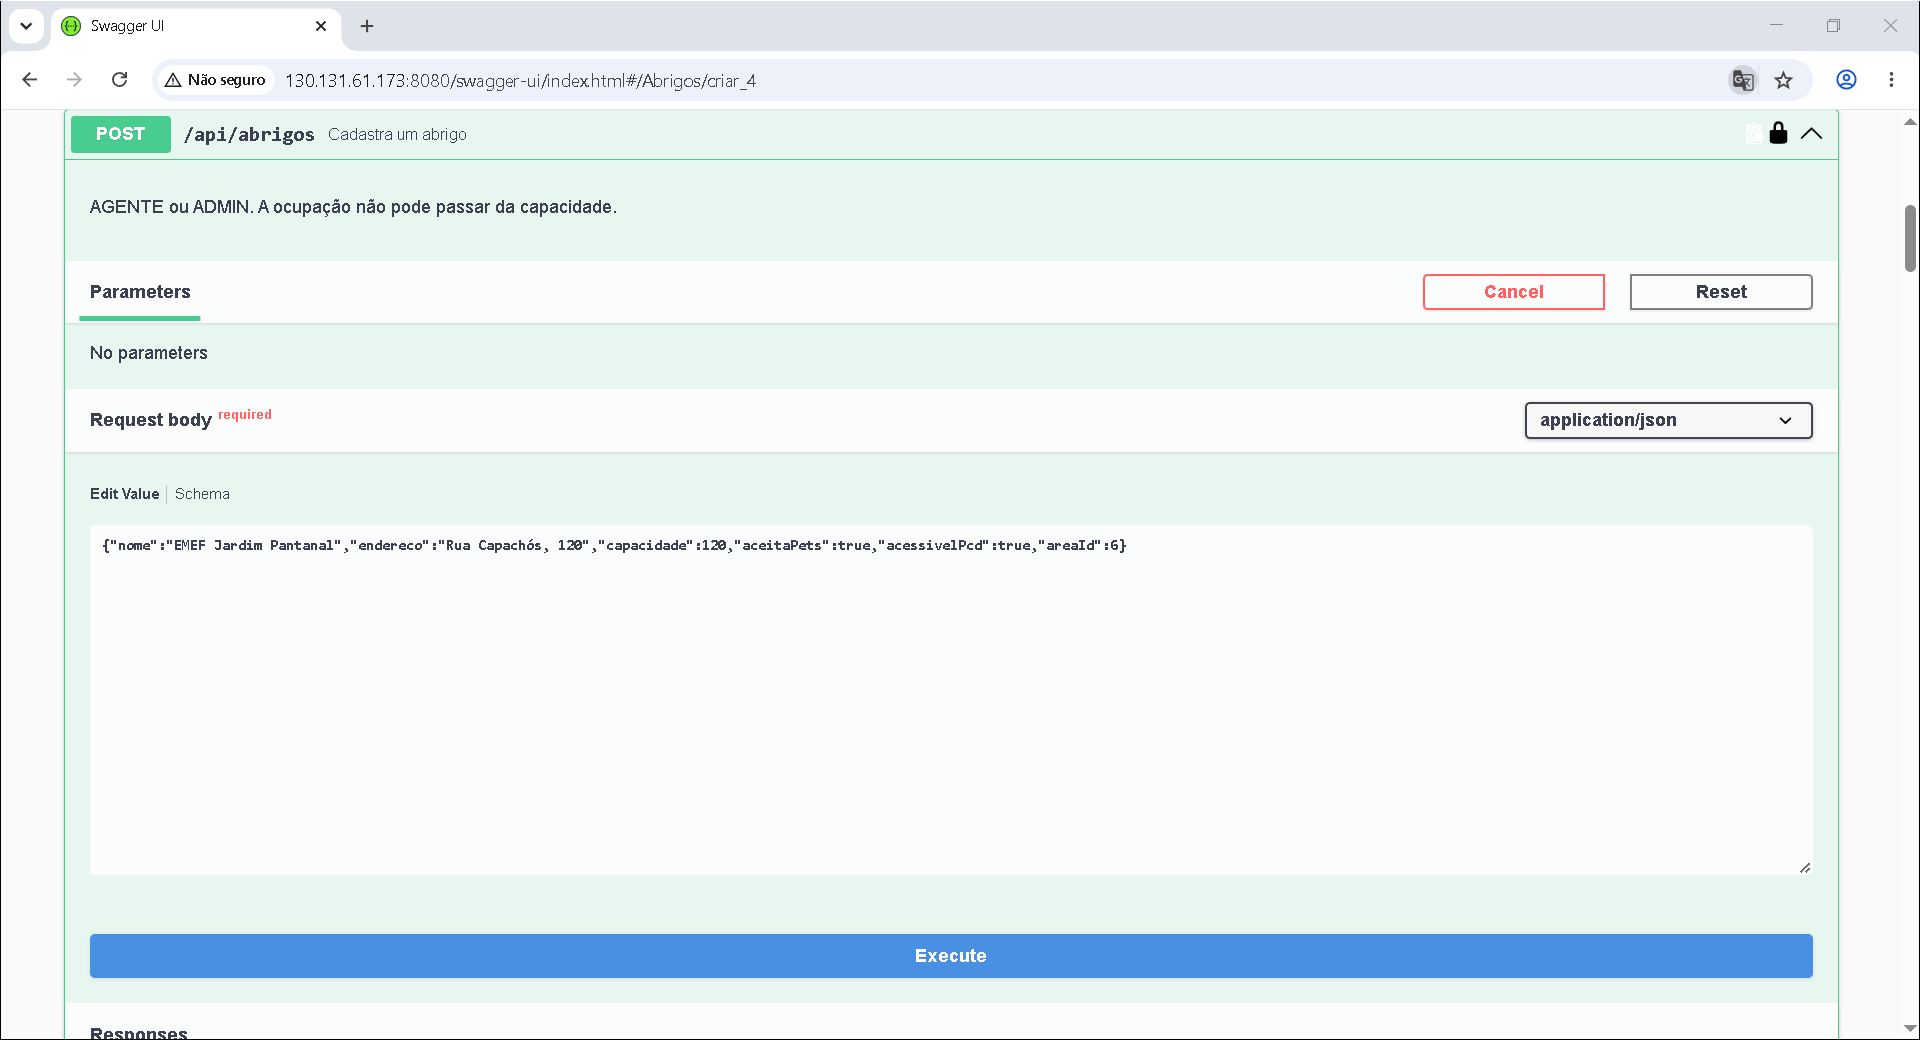 Swagger UI
Não seguro 130.131.61.173:8080/swagger-ui/index.html#/Abrigos/criar_4
POST /api/abrigos Cadastra um abrigo
AGENTE ou ADMIN. A ocupação não pode passar da capacidade.
Parameters Cancel Reset
No parameters
Request body required application/json
Edit Value Schema
{"nome":"EMEF Jardim Pantanal","endereco":"Rua Capachós, 120","capacidade":120,"aceitaPets":true,"acessivelPcd":true,"areaId":6}
Execute
Responses